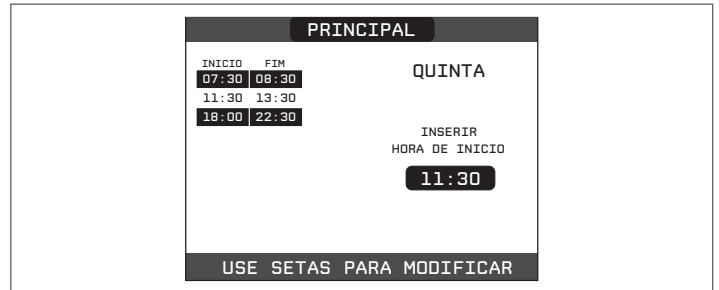 PRINCIPAL
INICIO FIM
07:30 08:30
11:30 13:30
18:00 22:30
QUINTA
INSERIR
HORA DE INICIO
11:30
USE SETAS PARA MODIFICAR